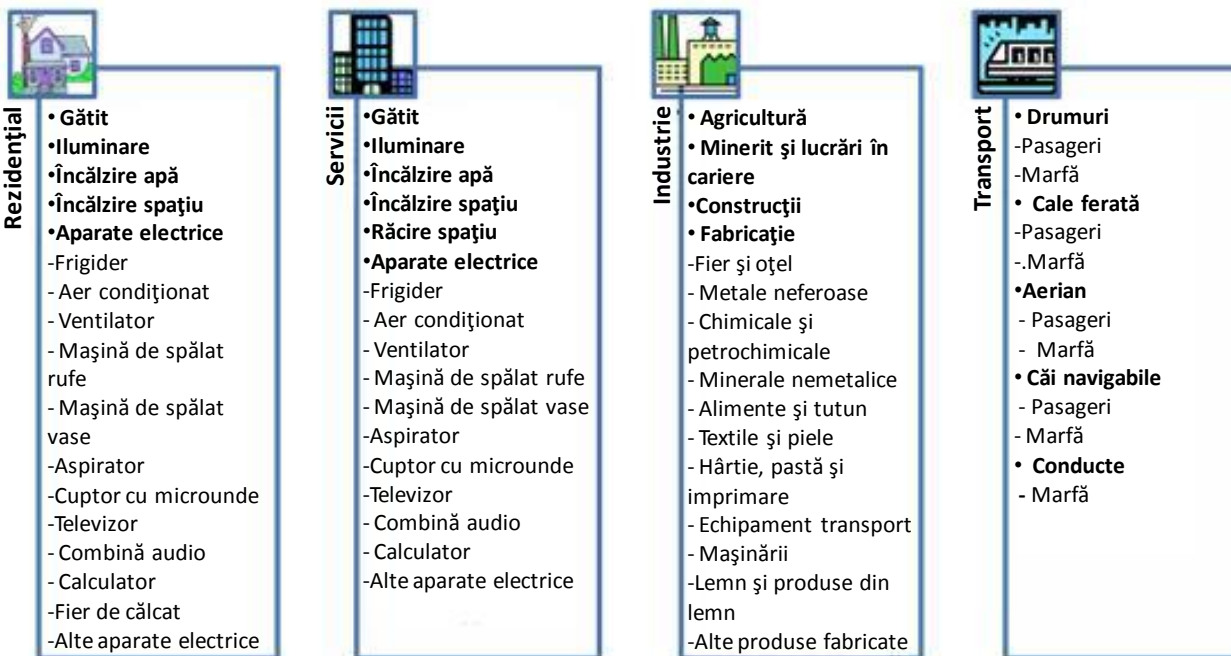 Rezidenţial
• Gătit
•Iluminare
•Încălzire apă
•Încălzire spaţiu
•Aparate electrice
-Frigider
- Aer condiţionat
- Ventilator
- Maşină de spălat
rufe
- Maşină de spălat
vase
-Aspirator
-Cuptor cu microunde
-Televizor
- Combină audio
- Calculator
-Fier de călcat
-Alte aparate electrice
Servicii
•Gătit
•Iluminare
•Încălzire apă
•Încălzire spaţiu
•Răcire spaţiu
•Aparate electrice
-Frigider
- Aer condiţionat
- Ventilator
- Maşină de spălat rufe
- Maşină de spălat vase
-Aspirator
-Cuptor cu microunde
-Televizor
- Combină audio
- Calculator
-Alte aparate electrice
Industrie
• Agricultură
• Minerit şi lucrări în
cariere
•Construcţii
• Fabricaţie
-Fier şi oţel
- Metale neferoase
- Chimicale şi
petrochimicale
- Minerale nemetalice
- Alimente şi tutun
- Textile şi piele
- Hârtie, pastă şi
imprimare
- Echipament transport
- Maşinării
-Lemn şi produse din
lemn
-Alte produse fabricate
Transport
• Drumuri
-Pasageri
-Marfă
• Cale ferată
-Pasageri
-.Marfă
•Aerian
- Pasageri
- Marfă
• Căi navigabile
- Pasageri
- Marfă
• Conducte
- Marfă